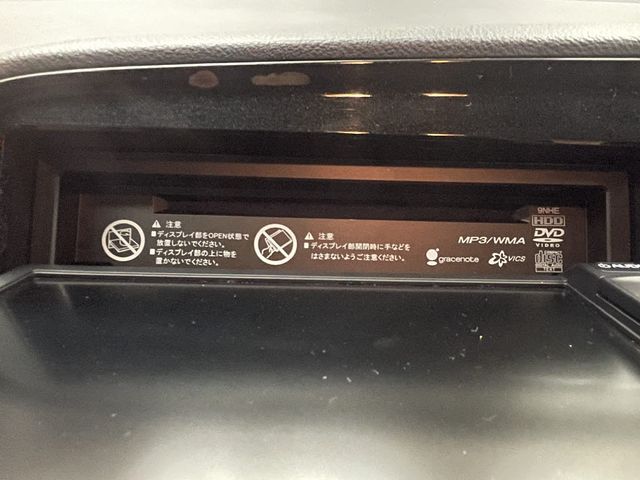 ⚠ 注意
■ディスプレイ部をOPEN状態で
放置しないでください。
■ディスプレイ部の上に物を
置かないでください。
⚠ 注意
■ディスプレイ部開閉時に手などを
はさまないようご注意ください。
9NHE
HDD
MP3/WMA
DVD
VIDEO
gracenote
VICS
disc
TEXT